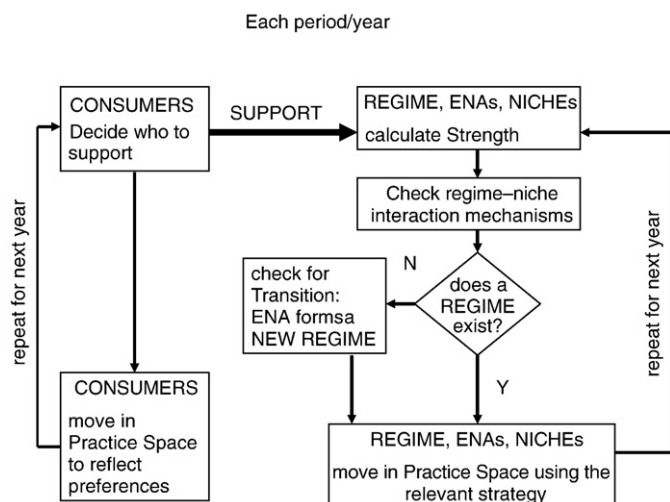 Each period/year
CONSUMERS
Decide who to
support
SUPPORT
REGIME, ENAs, NICHEs
calculate Strength
Check regime–niche
interaction mechanisms
does a
REGIME
exist?
N
Y
check for
Transition:
ENA formsa
NEW REGIME
CONSUMERS
move in
Practice Space
to reflect
preferences
REGIME, ENAs, NICHEs
move in Practice Space using the
relevant strategy
repeat for next year
repeat for next year